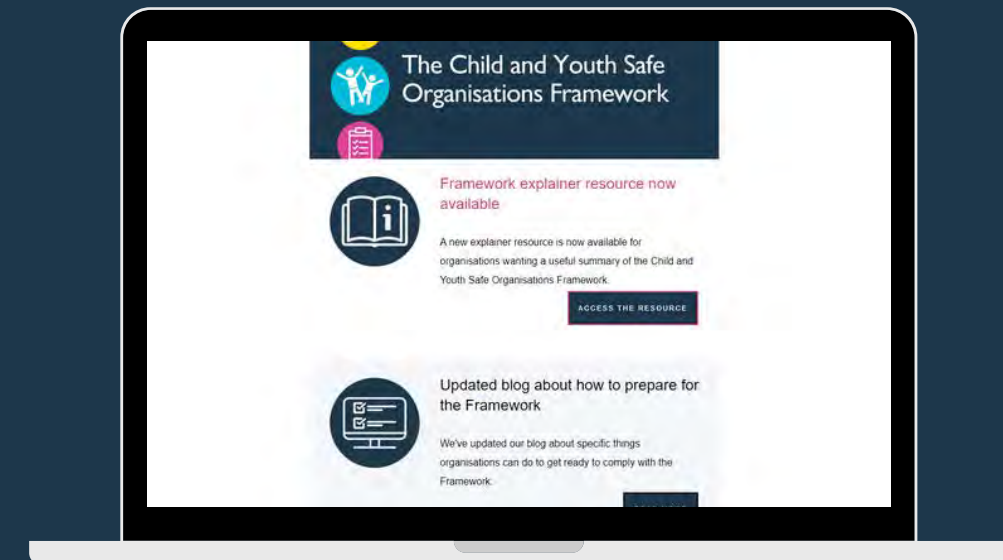 The Child and Youth Safe
Organisations Framework
Framework explainer resource now
available
A new explainer resource is now available for
organisations wanting a useful summary of the Child and
Youth Safe Organisations Framework.
ACCESS THE RESOURCE
Updated blog about how to prepare for
the Framework
We've updated our blog about specific things
organisations can do to get ready to comply with the
Framework.